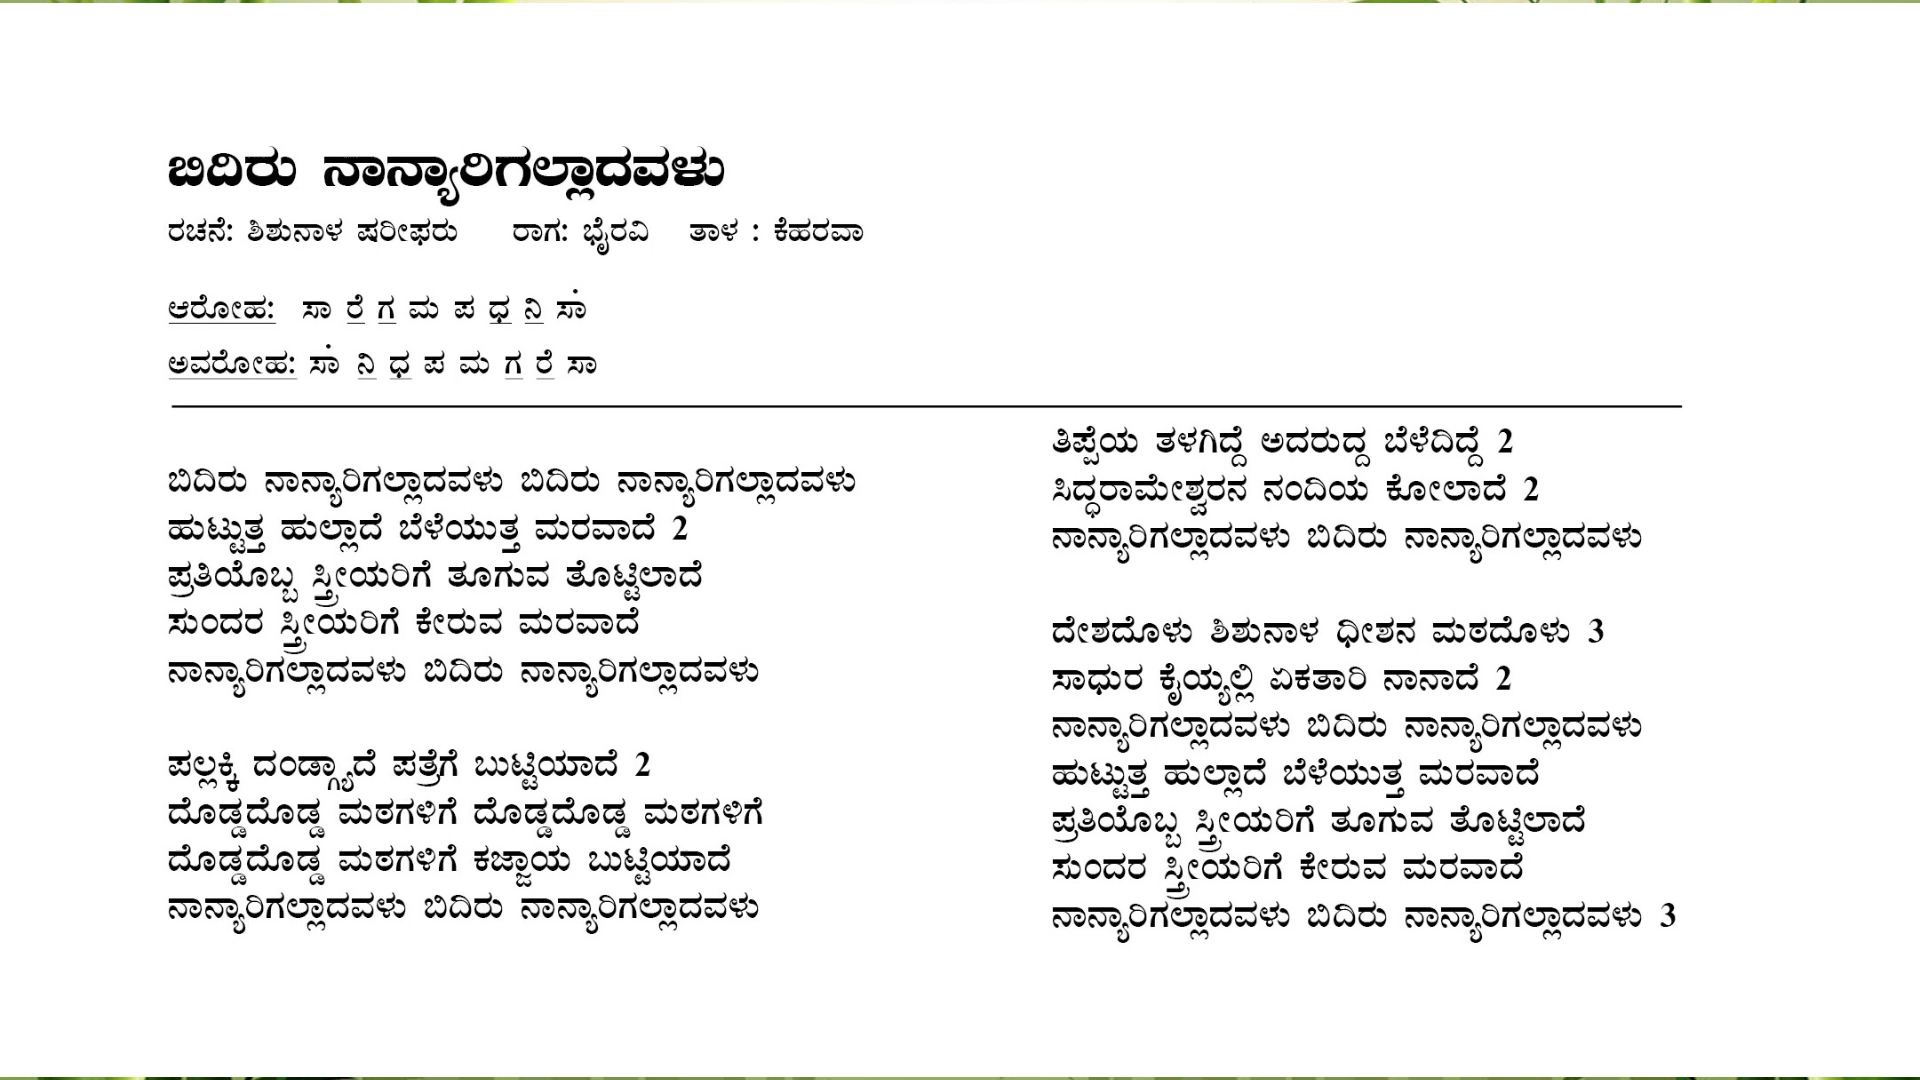 ಬಿದಿರು ನಾನ್ಯಾರಿಗಲ್ಲಾದವಳು
ರಚನೆ: ಶಿಶುನಾಳ ಷರೀಫರು ರಾಗ: ಭೈರವಿ ತಾಳ : ಕೆಹರವಾ
ಆರೋಹ: ಸಾ ರೆ ಗ ಮ ಪ ಧ ನಿ ಸಾಂ
ಅವರೋಹ: ಸಾಂ ನಿ ಧ ಪ ಮ ಗ ರೆ ಸಾ
ಬಿದಿರು ನಾನ್ಯಾರಿಗಲ್ಲಾದವಳು ಬಿದಿರು ನಾನ್ಯಾರಿಗಲ್ಲಾದವಳು
ಹುಟ್ಟುತ್ತ ಹುಲ್ಲಾದೆ ಬೆಳೆಯುತ್ತ ಮರವಾದೆ 2
ಪ್ರತಿಯೊಬ್ಬ ಸ್ತ್ರೀಯರಿಗೆ ತೂಗುವ ತೊಟ್ಟಿಲಾದೆ
ಸುಂದರ ಸ್ತ್ರೀಯರಿಗೆ ಕೇರುವ ಮರವಾದೆ
ನಾನ್ಯಾರಿಗಲ್ಲಾದವಳು ಬಿದಿರು ನಾನ್ಯಾರಿಗಲ್ಲಾದವಳು
ಪಲ್ಲಕ್ಕಿ ದಂಡ್ಗ್ಯಾದೆ ಪತ್ರೆಗೆ ಬುಟ್ಟಿಯಾದೆ 2
ದೊಡ್ಡದೊಡ್ಡ ಮಠಗಳಿಗೆ ದೊಡ್ಡದೊಡ್ಡ ಮಠಗಳಿಗೆ
ದೊಡ್ಡದೊಡ್ಡ ಮಠಗಳಿಗೆ ಕಜ್ಜಾಯ ಬುಟ್ಟಿಯಾದೆ
ನಾನ್ಯಾರಿಗಲ್ಲಾದವಳು ಬಿದಿರು ನಾನ್ಯಾರಿಗಲ್ಲಾದವಳು
ತಿಪ್ಪೆಯ ತಳಗಿದ್ದೆ ಅದರುದ್ದ ಬೆಳೆದಿದ್ದೆ 2
ಸಿದ್ಧರಾಮೇಶ್ವರನ ನಂದಿಯ ಕೋಲಾದೆ 2
ನಾನ್ಯಾರಿಗಲ್ಲಾದವಳು ಬಿದಿರು ನಾನ್ಯಾರಿಗಲ್ಲಾದವಳು
ದೇಶದೊಳು ಶಿಶುನಾಳ ಧೀಶನ ಮಠದೊಳು 3
ಸಾಧುರ ಕೈಯ್ಯಲ್ಲಿ ಏಕತಾರಿ ನಾನಾದೆ 2
ನಾನ್ಯಾರಿಗಲ್ಲಾದವಳು ಬಿದಿರು ನಾನ್ಯಾರಿಗಲ್ಲಾದವಳು
ಹುಟ್ಟುತ್ತ ಹುಲ್ಲಾದೆ ಬೆಳೆಯುತ್ತ ಮರವಾದೆ
ಪ್ರತಿಯೊಬ್ಬ ಸ್ತ್ರೀಯರಿಗೆ ತೂಗುವ ತೊಟ್ಟಿಲಾದೆ
ಸುಂದರ ಸ್ತ್ರೀಯರಿಗೆ ಕೇರುವ ಮರವಾದೆ
ನಾನ್ಯಾರಿಗಲ್ಲಾದವಳು ಬಿದಿರು ನಾನ್ಯಾರಿಗಲ್ಲಾದವಳು 3